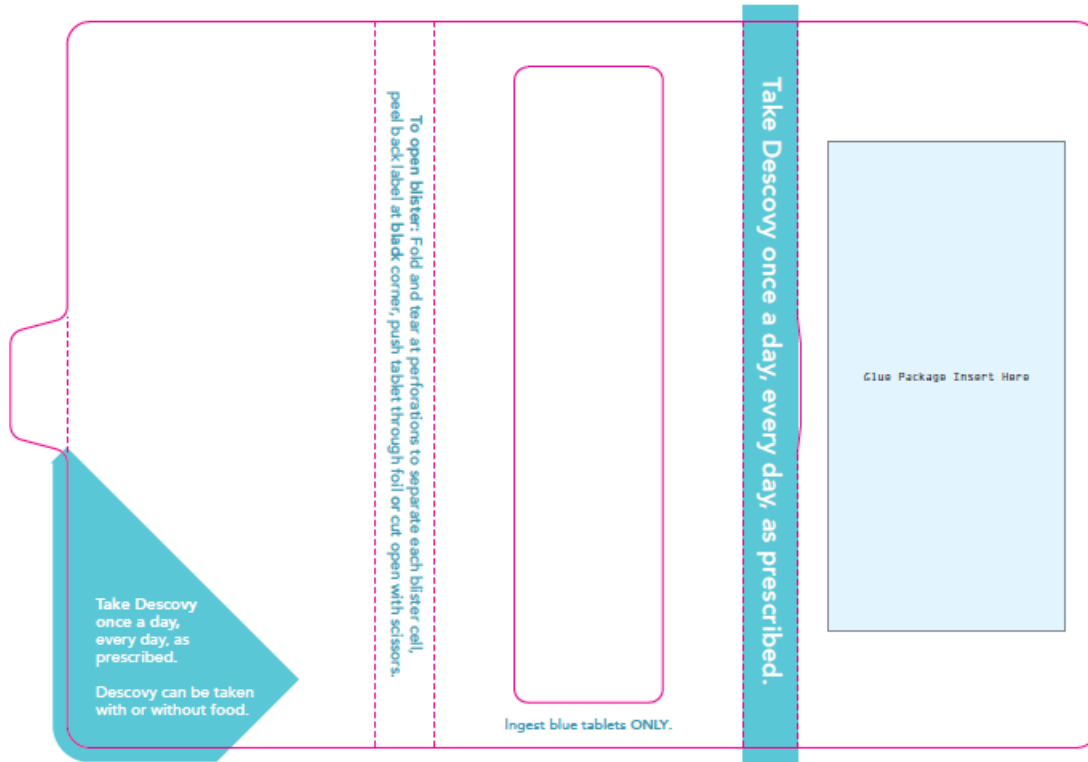 Take Descovy
once a day,
every day, as
prescribed.
Descovy can be taken
with or without food.
To open blister: Fold and tear at perforations to separate each blister cell,
peel back label at black corner, push tablet through foil or cut open with scissors.
Ingest blue tablets ONLY.
Take Descovy once a day, every day, as prescribed.
Glue Package Insert Here